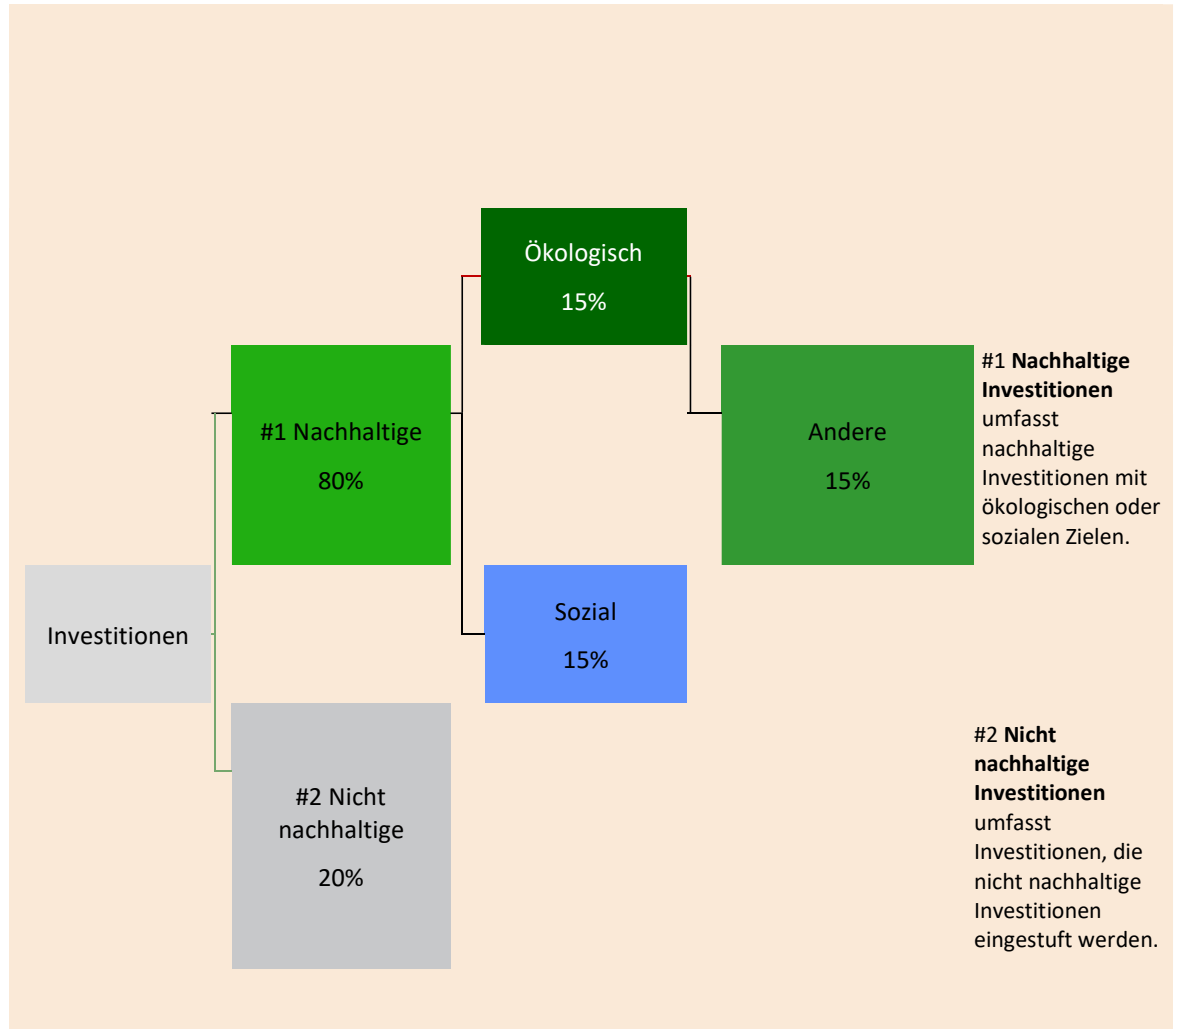 Ökologisch
15%
#1 Nachhaltige
80%
Andere
15%
#1 Nachhaltige
Investitionen
umfasst
nachhaltige
Investitionen mit
ökologischen oder
sozialen Zielen.
Investitionen
Sozial
15%
#2 Nicht
nachhaltige
20%
#2 Nicht
nachhaltige
Investitionen
umfasst
Investitionen, die
nicht nachhaltige
Investitionen
eingestuft werden.